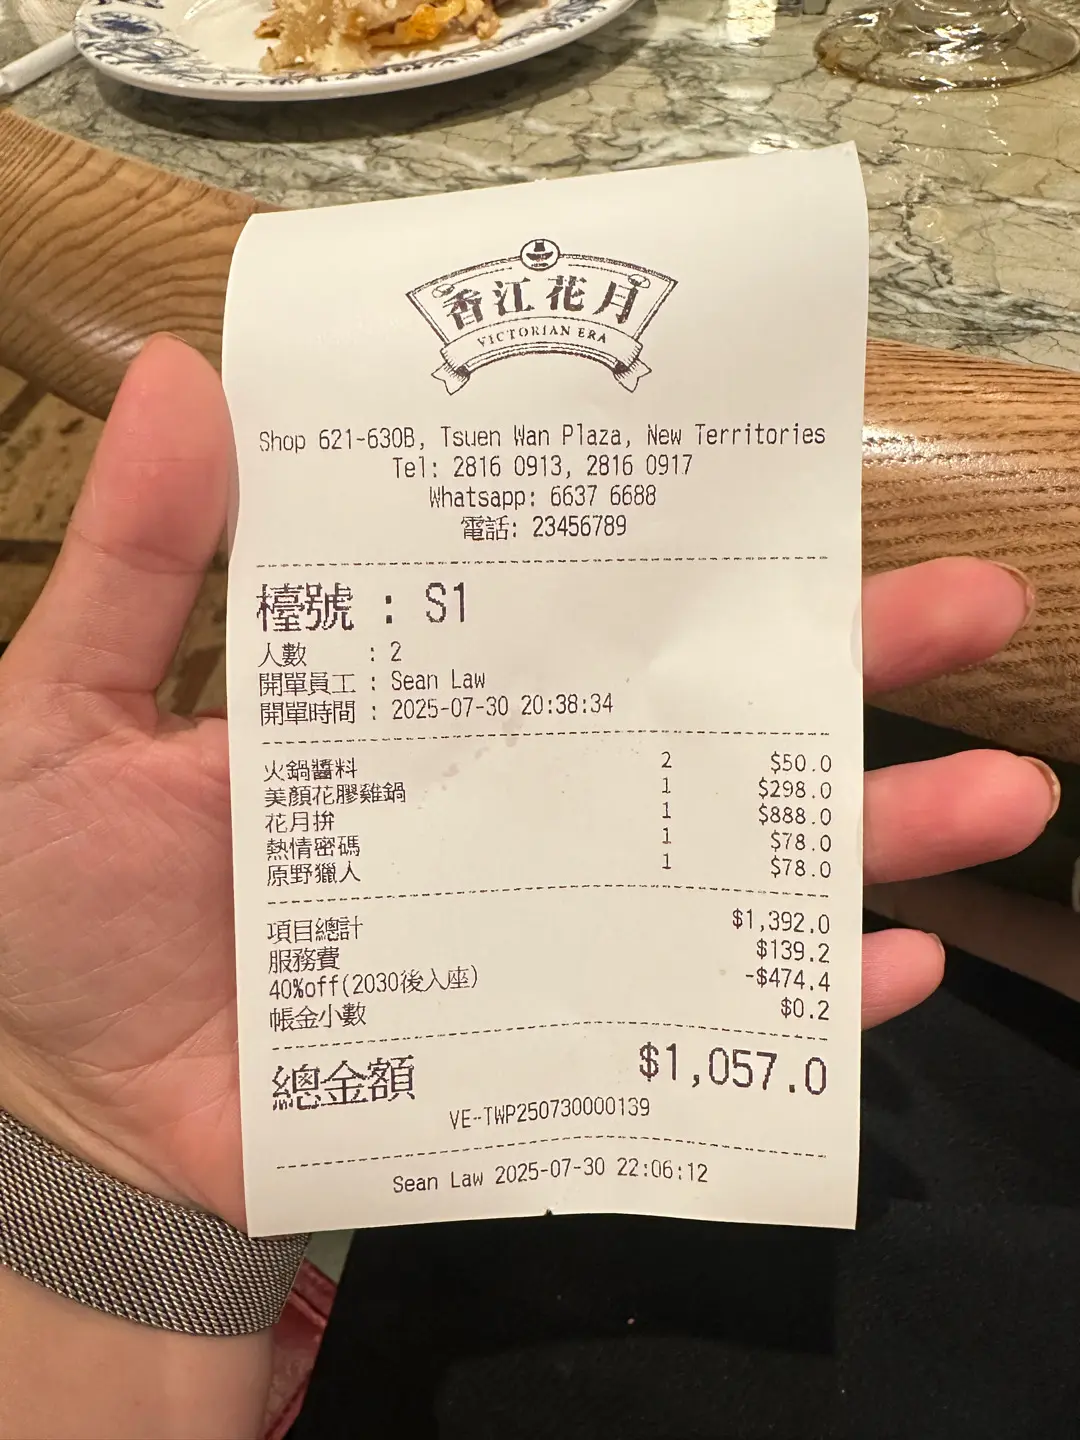 香江花月
VICTORIAN ERA
Shop 621-630B, Tsuen Wan Plaza, New Territories
Tel: 2816 0913, 2816 0917
Whatsapp: 6637 6688
電話: 23456789
檯號 : S1
人數 : 2
開單員工 : Sean Law
開單時間 : 2025-07-30 20:38:34
火鍋醬料 2 $50.0
美顏花膠雞鍋 1 $298.0
花月拚 1 $888.0
熱情密碼 1 $78.0
原野獵人 1 $78.0
項目總計 $1,392.0
服務費 $139.2
40%off(2030後入座) -$474.4
帳金小數 $0.2
總金額 $1,057.0
VE-TWP250730000139
Sean Law 2025-07-30 22:06:12